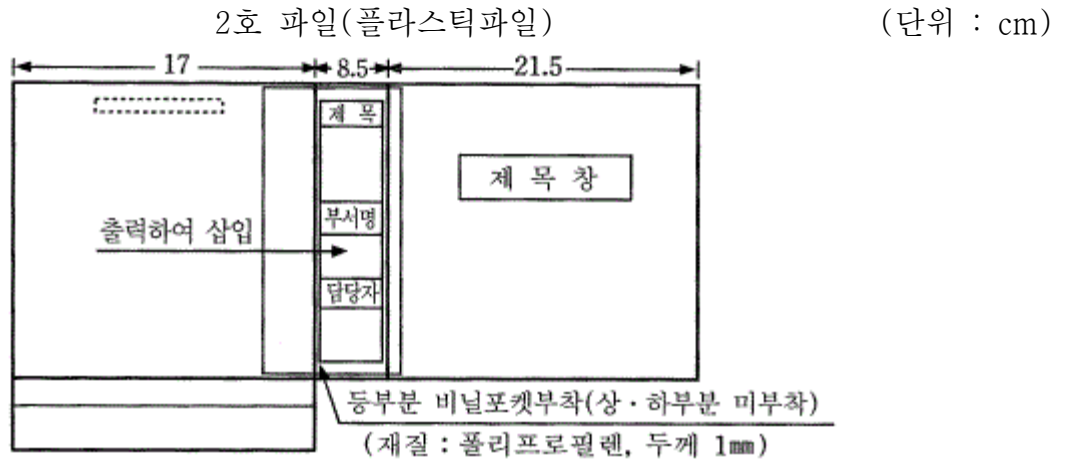 2호 파일(플라스틱파일) (단위 : cm)
17 8.5 21.5
제 목
제 목 창
부서명
출력하여 삽입
담당자
등부분 비닐포켓부착(상·하부분 미부착)
(재질 : 폴리프로필렌, 두께 1㎜)